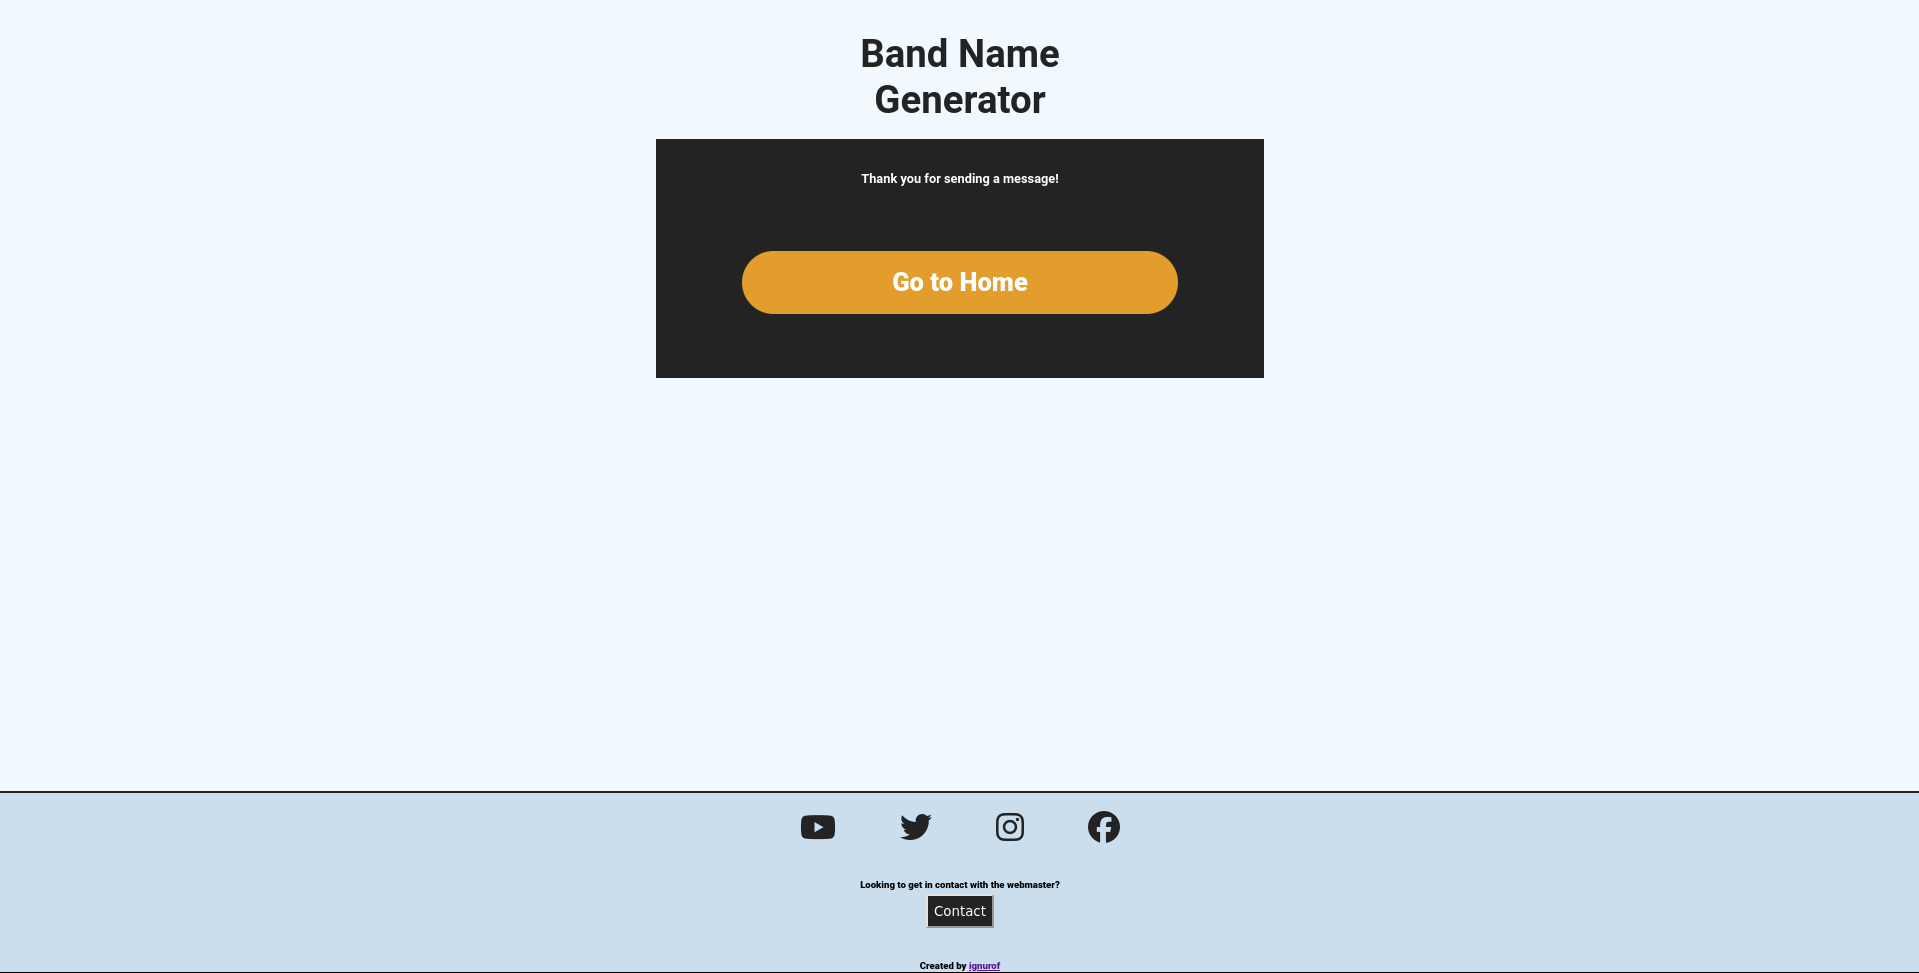 Band Name
Generator
Thank you for sending a message!
Go to Home
Looking to get in contact with the webmaster?
Contact
Created by ignurof